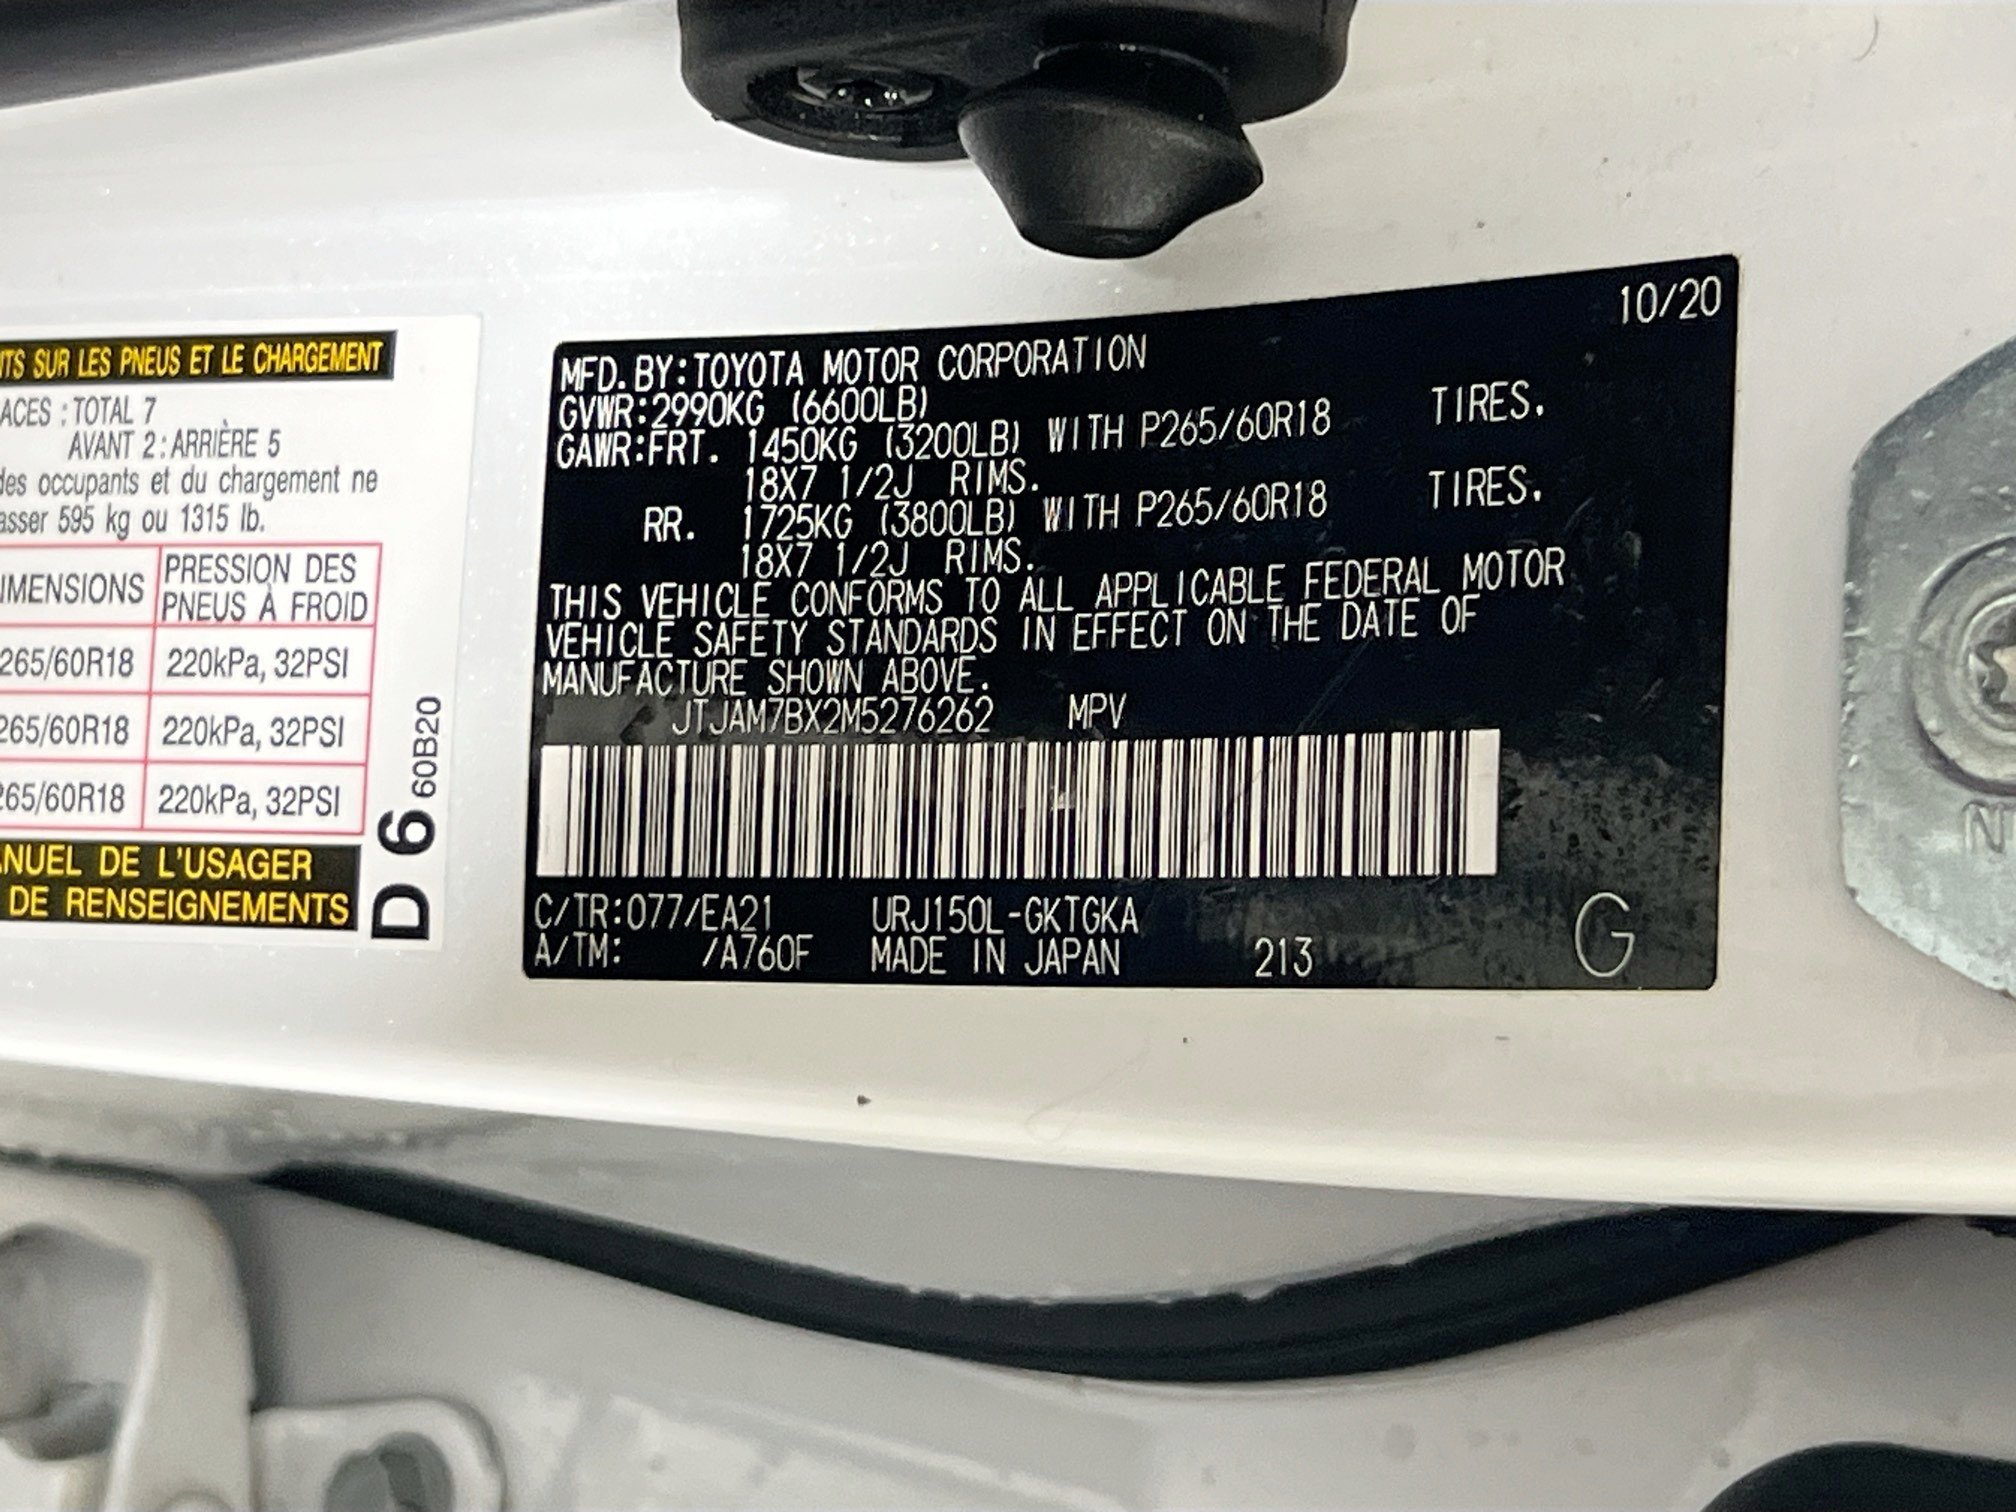 SUR LES PNEUS ET LE CHARGEMENT
: TOTAL 7
AVANT 2 : ARRIÈRE 5
des occupants et du chargement ne
595 kg ou 1315 lb.
PRESSION DES
PNEUS À FROID
265/60R18 220kPa, 32PSI
265/60R18 220kPa, 32PSI
265/60R18 220kPa, 32PSI
DE L'USAGER
DE RENSEIGNEMENTS
D 6 60B20
10/20
MFD. BY: TOYOTA MOTOR CORPORATION
GVWR: 2990KG (6600LB)
GAWR: FRT. 1450KG (3200LB) WITH P265/60R18 TIRES.
18X7 1/2J RIMS.
RR. 1725KG (3800LB) WITH P265/60R18 TIRES.
18X7 1/2J RIMS.
THIS VEHICLE CONFORMS TO ALL APPLICABLE FEDERAL MOTOR
VEHICLE SAFETY STANDARDS IN EFFECT ON THE DATE OF
MANUFACTURE SHOWN ABOVE.
JTJAM7BX2M5276262 MPV
C/TR: 077/EA21 URJ150L-GKTGKA
A/TM: /A760F MADE IN JAPAN 213 G